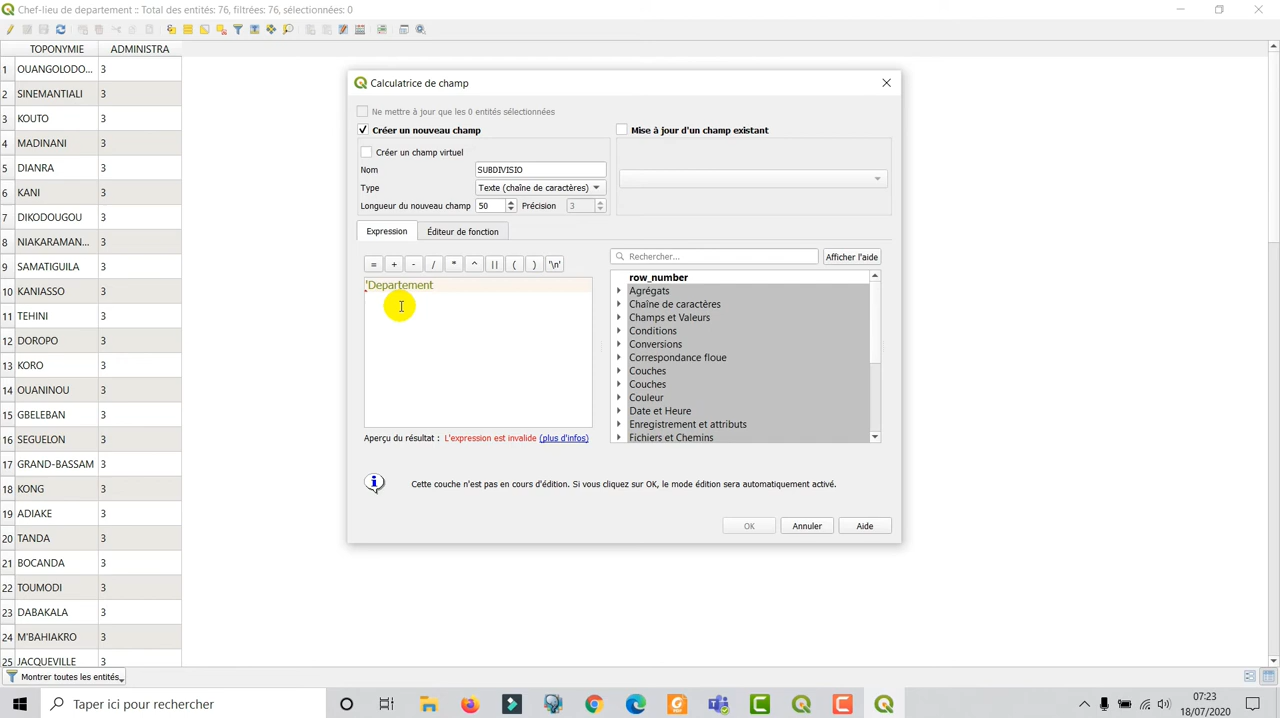 Chef-lieu de departement :: Total des entités: 76, filtrées: 76, sélectionnées: 0
TOPONYMIE ADMINISTRA
1 OUANGOLODO... 3
2 SINEMANTIALI 3
3 KOUTO 3
4 MADINANI 3
5 DIANRA 3
6 KANI 3
7 DIKODOUGOU 3
8 NIAKARAMAN... 3
9 SAMATIGUILA 3
10 KANIASSO 3
11 TEHINI 3
12 DOROPO 3
13 KORO 3
14 OUANINOU 3
15 GBELEBAN 3
16 SEGUELON 3
17 GRAND-BASSAM 3
18 KONG 3
19 ADIAKE 3
20 TANDA 3
21 BOCANDA 3
22 TOUMODI 3
23 DABAKALA 3
24 M'BAHIAKRO 3
25 JACQUEVILLE 3
Montrer toutes les entités
Calculatrice de champ
Ne mettre à jour que les 0 entités sélectionnées
Créer un nouveau champ
Mise à jour d'un champ existant
Créer un champ virtuel
Nom SUBDIVISIO
Type Texte (chaîne de caractères)
Longueur du nouveau champ 50 Précision 3
Expression Éditeur de fonction
= + - / * ^ || ( ) '\n'
'Departement
Rechercher... Afficher l'aide
row_number
Agrégats
Chaîne de caractères
Champs et Valeurs
Conditions
Conversions
Correspondance floue
Couches
Couches
Couleur
Date et Heure
Enregistrement et attributs
Fichiers et Chemins
Aperçu du résultat : L'expression est invalide (plus d'infos)
Cette couche n'est pas en cours d'édition. Si vous cliquez sur OK, le mode édition sera automatiquement activé.
OK Annuler Aide
Taper ici pour rechercher
07:23
18/07/2020